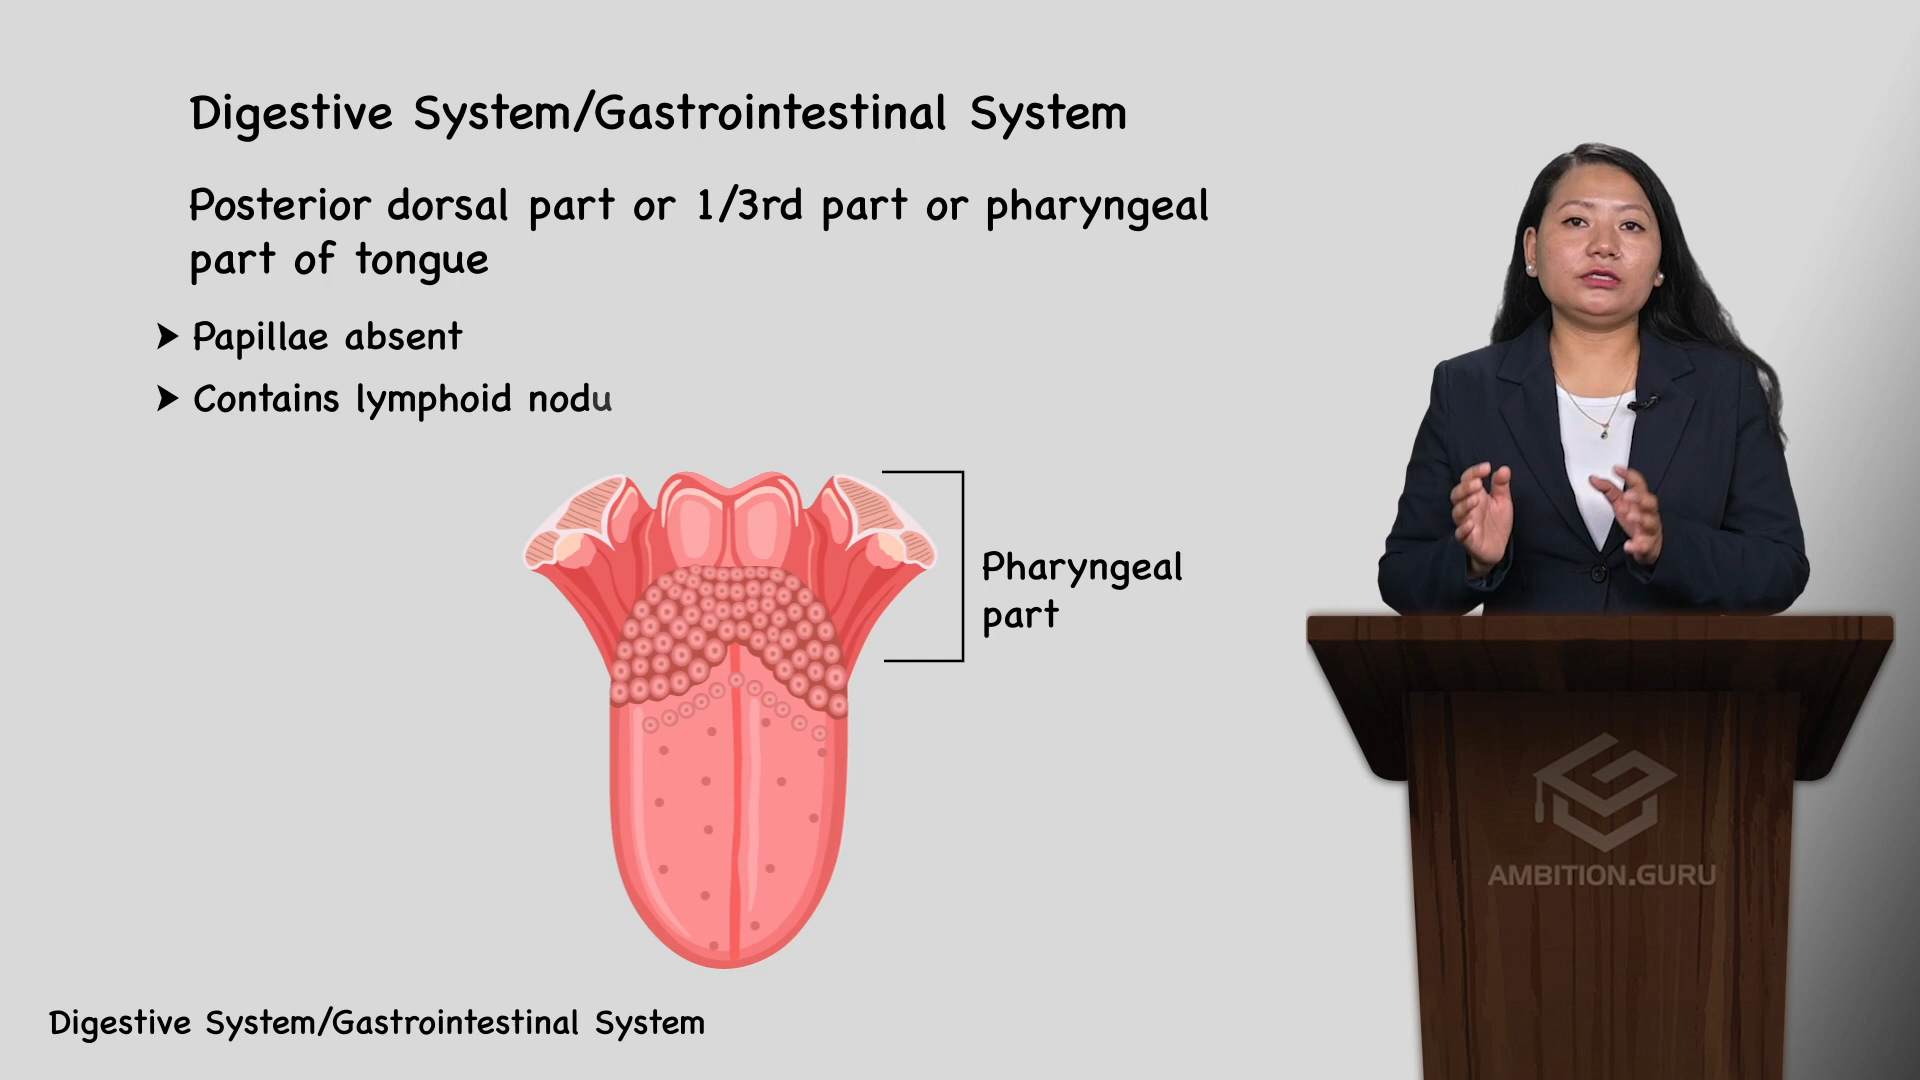 Digestive System/Gastrointestinal System
Posterior dorsal part or 1/3rd part or pharyngeal
part of tongue
➤ Papillae absent
➤ Contains lymphoid nodu
Pharyngeal
part
AMBITION.GURU
Digestive System/Gastrointestinal System